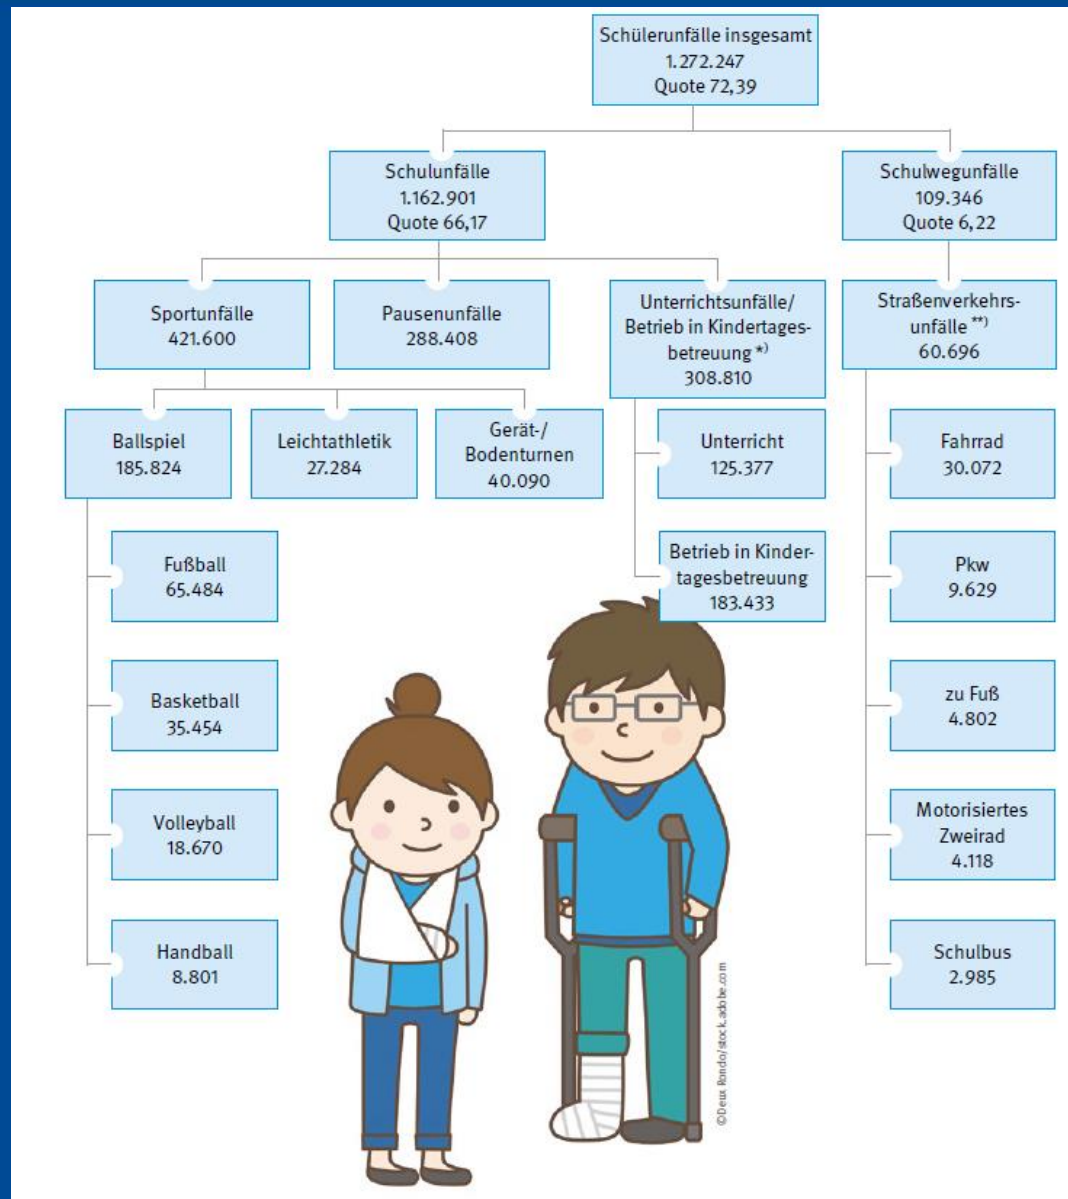 Schülerunfälle insgesamt
1.272.247
Quote 72,39
Schulunfälle
1.162.901
Quote 66,17
Schulwegunfälle
109.346
Quote 6,22
Sportunfälle
421.600
Pausenunfälle
288.408
Unterrichtsunfälle/
Betrieb in Kindertages-
betreuung *)
308.810
Straßenverkehrs-
unfälle **)
60.696
Ballspiel
185.824
Leichtathletik
27.284
Gerät-/
Bodenturnen
40.090
Unterricht
125.377
Fahrrad
30.072
Fußball
65.484
Betrieb in Kinder-
tagesbetreuung
183.433
Pkw
9.629
Basketball
35.454
zu Fuß
4.802
Volleyball
18.670
Motorisiertes
Zweirad
4.118
Handball
8.801
Schulbus
2.985
©Deux Rondo/stock.adobe.com